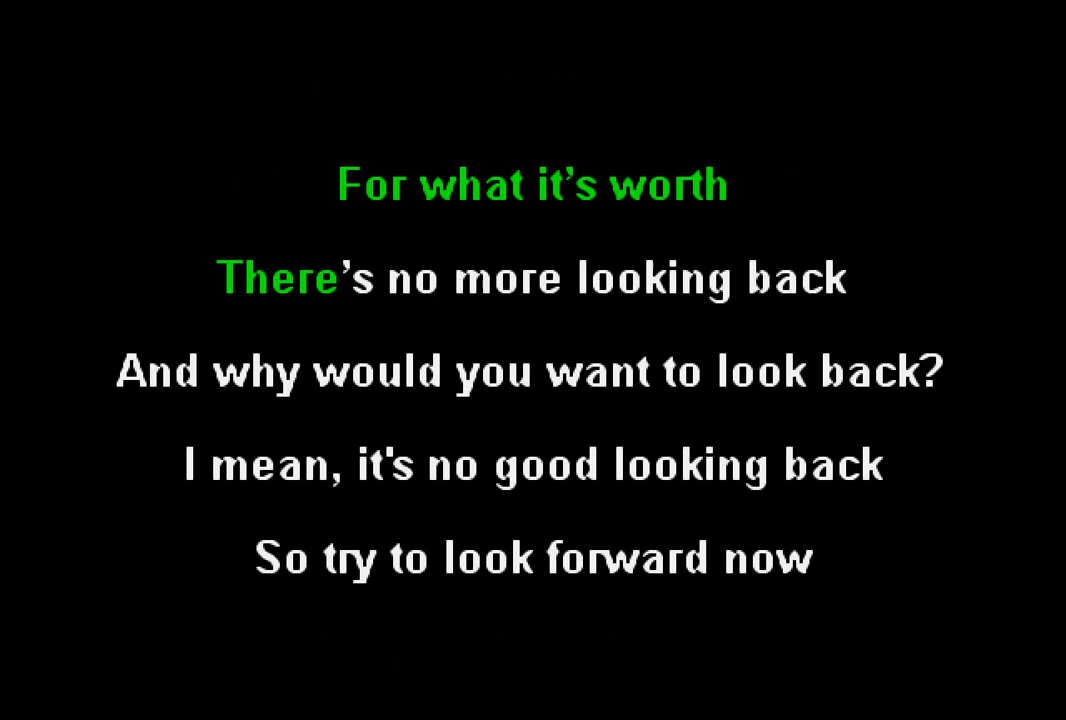 For what it’s worth
There’s no more looking back
And why would you want to look back?
I mean, it's no good looking back
So try to look forward now